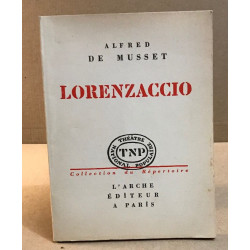 ALFRED
DE MUSSET
LORENZACCIO
THÉÂTRE
NATIONAL
TNP
POPULAIRE
Collection du Répertoire
L'ARCHE
ÉDITEUR
A PARIS